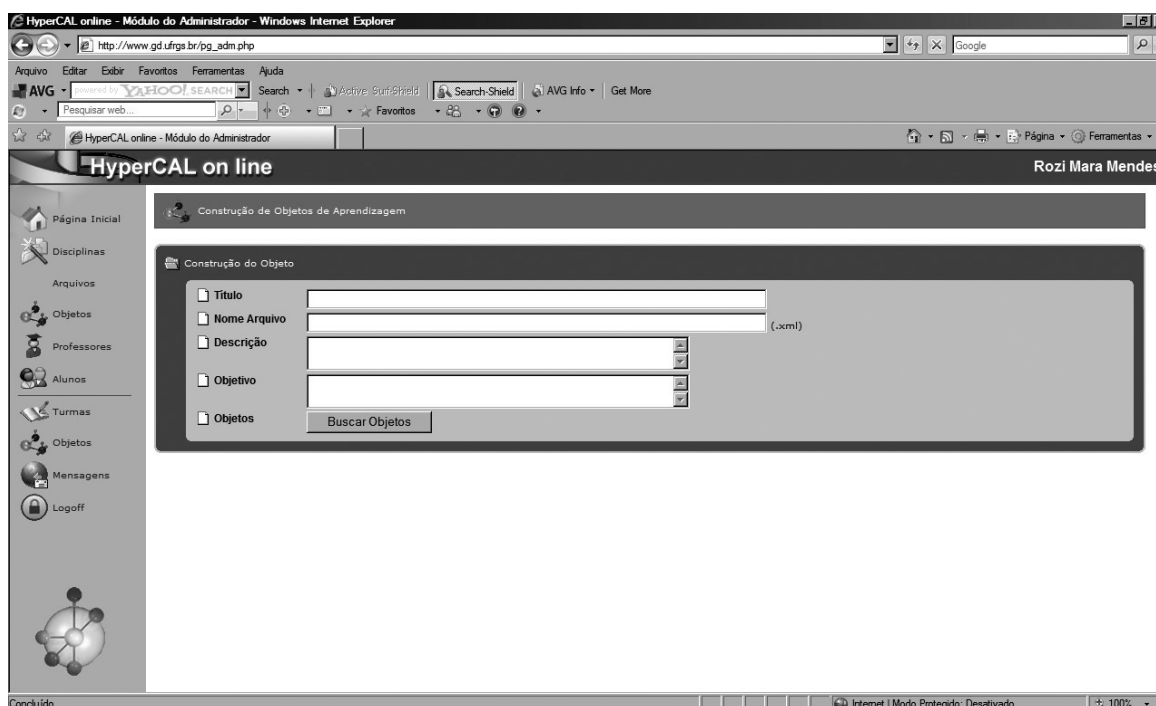 HyperCAL online - Módulo do Administrador - Windows Internet Explorer
http://www.gd.ufrgs.br/pg_adm.php
Google
Arquivo Editar Exibir Favoritos Ferramentas Ajuda
AVG powered by YAHOO! SEARCH Search Active Surf-Shield Search-Shield AVG Info Get More
Pesquisar web... Favoritos
HyperCAL online - Módulo do Administrador Página Ferramentas
HyperCAL on line Rozi Mara Mendes
Página Inicial
Disciplinas
Arquivos
Objetos
Professores
Alunos
Turmas
Objetos
Mensagens
Logoff
Construção de Objetos de Aprendizagem
Construção do Objeto
Título
Nome Arquivo (.xml)
Descrição
Objetivo
Objetos Buscar Objetos
Concluído Internet | Modo Protegido: Desativado 100%